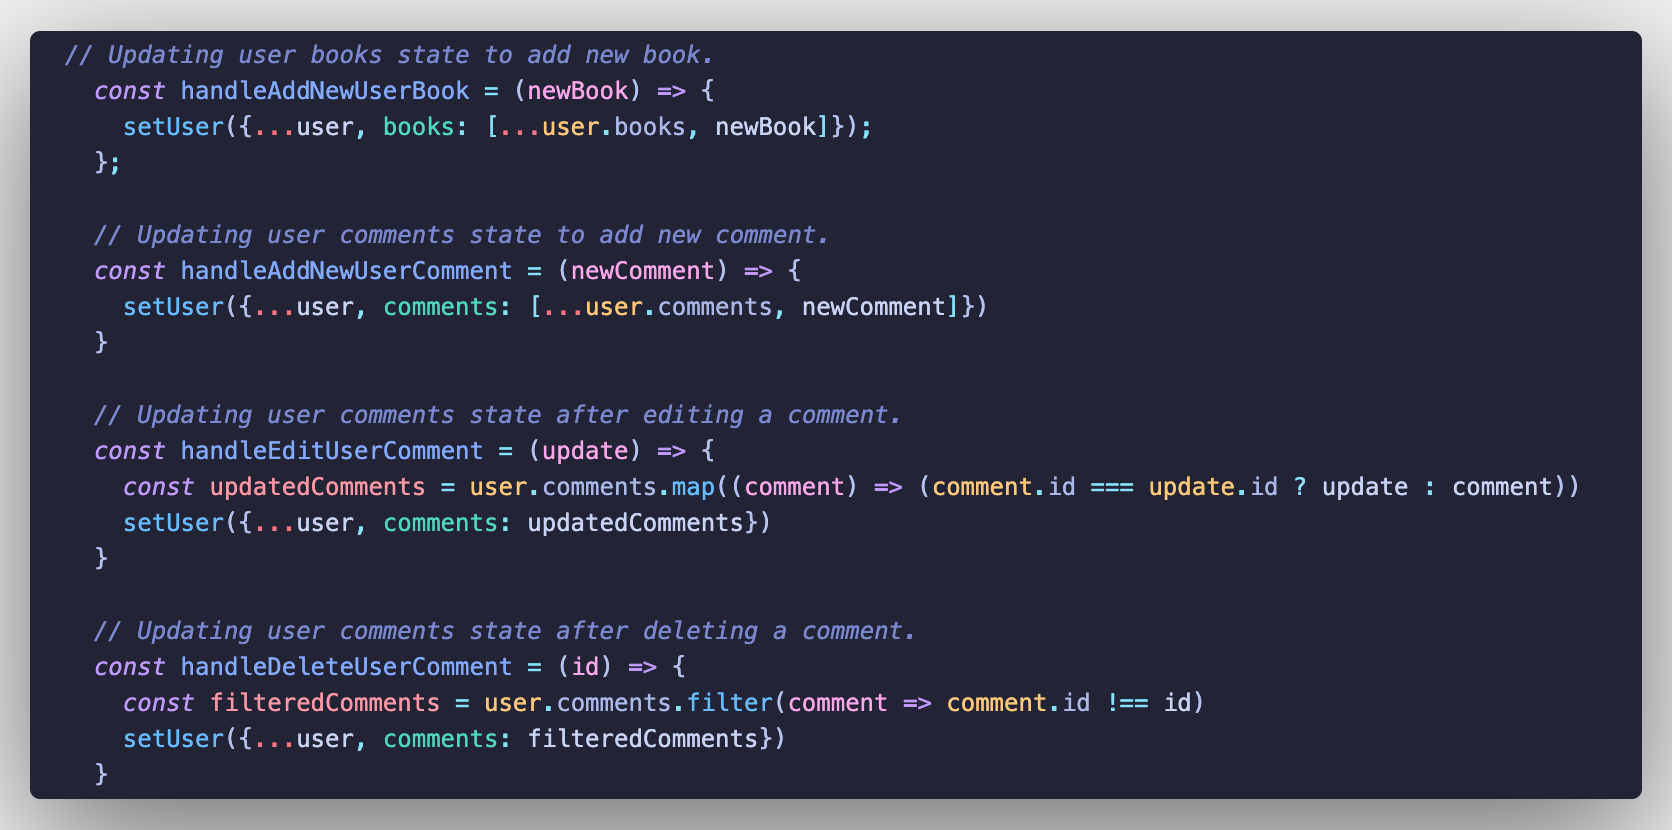 // Updating user books state to add new book.
const handleAddNewUserBook = (newBook) => {
setUser({...user, books: [...user.books, newBook]});
};
// Updating user comments state to add new comment.
const handleAddNewUserComment = (newComment) => {
setUser({...user, comments: [...user.comments, newComment]})
}
// Updating user comments state after editing a comment.
const handleEditUserComment = (update) => {
const updatedComments = user.comments.map((comment) => (comment.id === update.id ? update : comment))
setUser({...user, comments: updatedComments})
}
// Updating user comments state after deleting a comment.
const handleDeleteUserComment = (id) => {
const filteredComments = user.comments.filter(comment => comment.id !== id)
setUser({...user, comments: filteredComments})
}